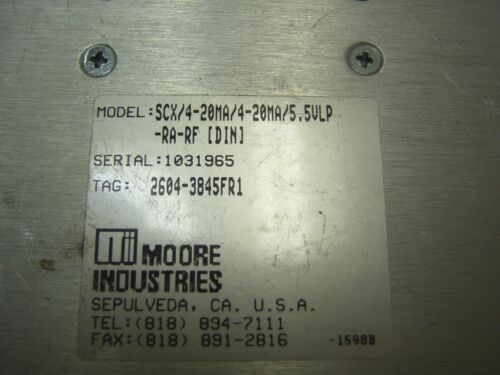 MODEL:SCX/4-20MA/4-20MA/5.5VLP
-RA-RF [DIN]
SERIAL:1031965
TAG: 2604-3845FR1
MOORE
INDUSTRIES
SEPULVEDA, CA. U.S.A.
TEL:(818) 894-7111
FAX:(818) 891-2816 -1598B